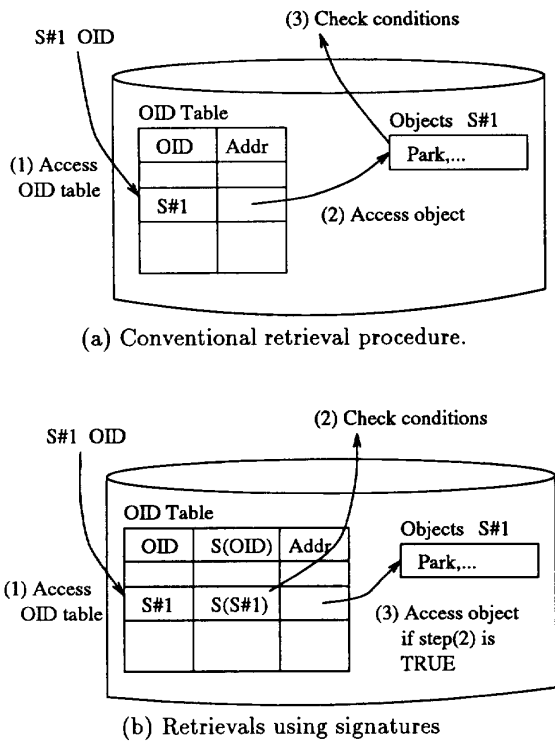 (3) Check conditions
S#1 OID
OID Table
Objects S#1
OID Addr
Park,...
(1) Access
OID table
S#1
(2) Access object
(a) Conventional retrieval procedure.
(2) Check conditions
S#1 OID
OID Table
Objects S#1
OID S(OID) Addr
Park,...
(1) Access
OID table
S#1 S(S#1)
(3) Access object
if step(2) is
TRUE
(b) Retrievals using signatures